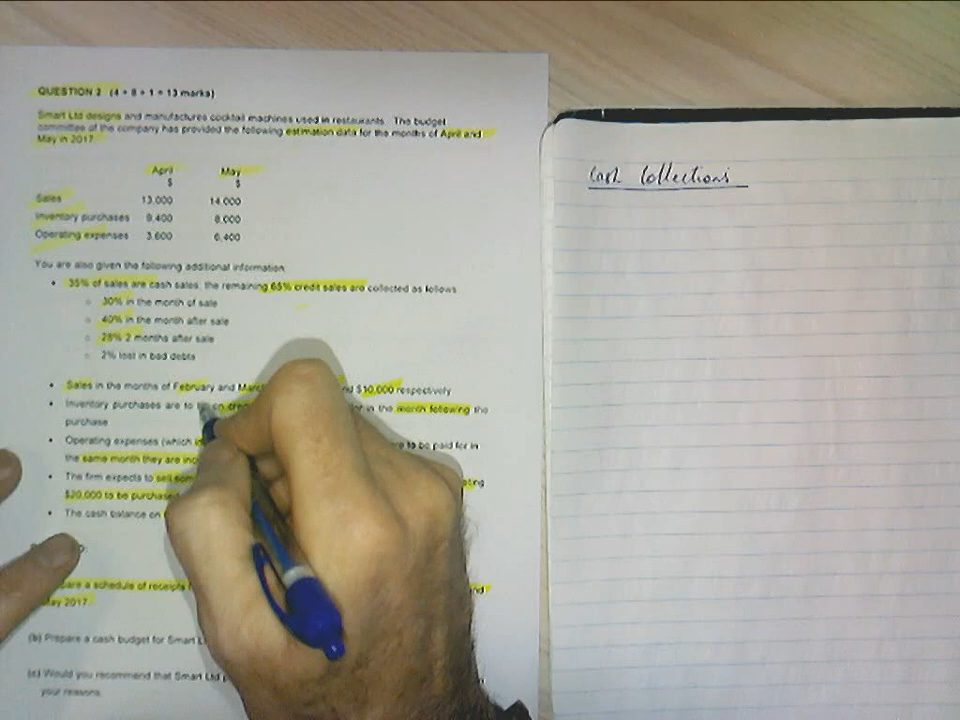 QUESTION 2 (4 + 8 + 1 = 13 marks)
Smart Ltd designs and manufactures cocktail machines used in restaurants. The budget
committee of the company has provided the following estimation data for the months of April and
May in 2017.
April May
$ $
Sales 13,000 14,000
Inventory purchases 9,400 8,000
Operating expenses 3,600 6,400
You are also given the following additional information
• 35% of sales are cash sales; the remaining 65% credit sales are collected as follows
○ 30% in the month of sale
○ 40% in the month after sale
○ 28% 2 months after sale
○ 2% lost in bad debts
• Sales in the months of February and $10,000 respectively
• Inventory purchases are to in the month following the
purchase
• Operating expenses (which to be paid for in
the same month they are
• The firm expects to sell
$20,000 to be purchased
• The cash balance on
a schedule of receipts
May 2017.
(b) Prepare a cash budget for Smart
(c) Would you recommend that Smart Ltd
your reasons.
Cash Collections